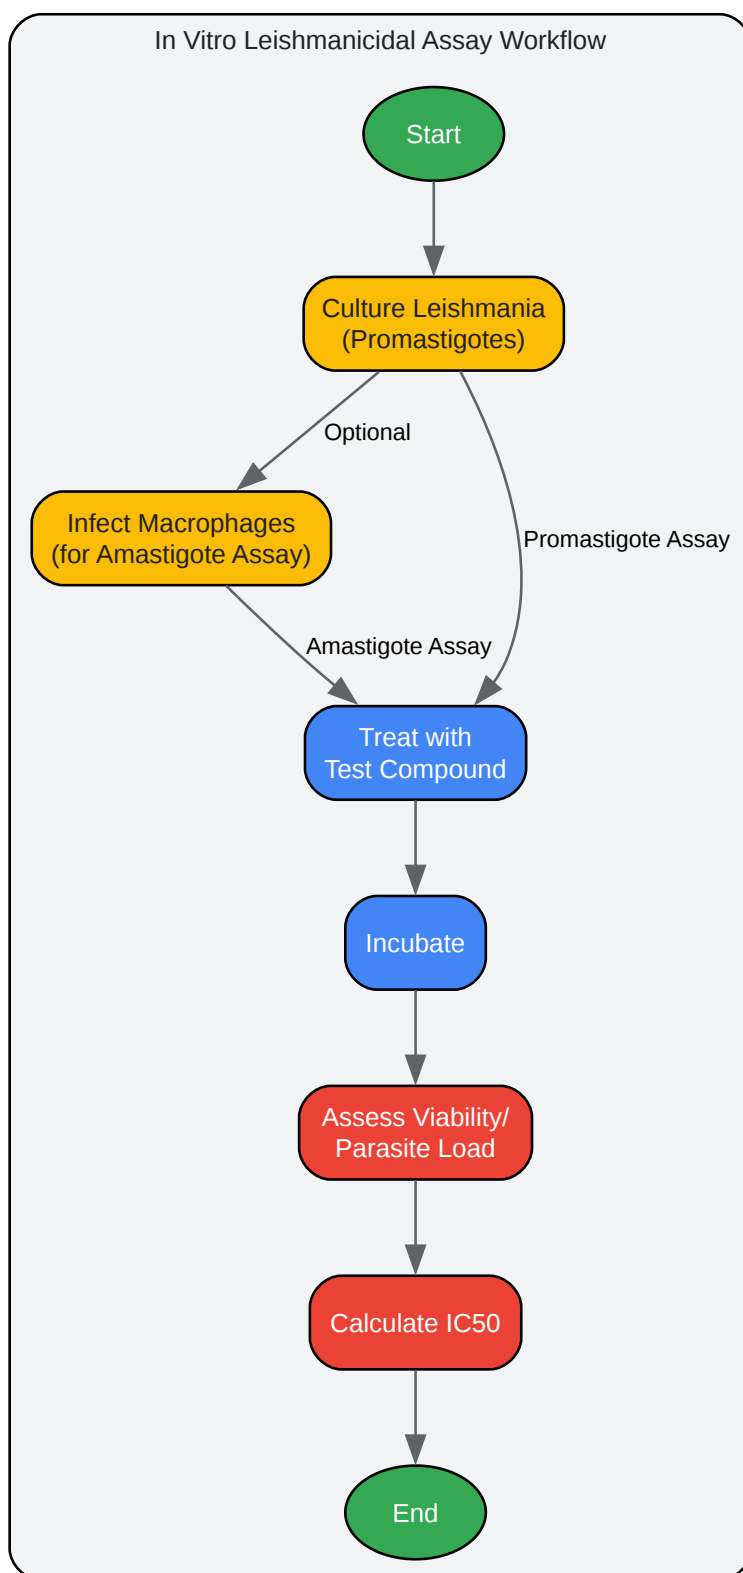 In Vitro Leishmanicidal Assay Workflow
Start
Culture Leishmania
(Promastigotes)
Optional
Infect Macrophages
(for Amastigote Assay)
Promastigote Assay
Amastigote Assay
Treat with
Test Compound
Incubate
Assess Viability/
Parasite Load
Calculate IC50
End